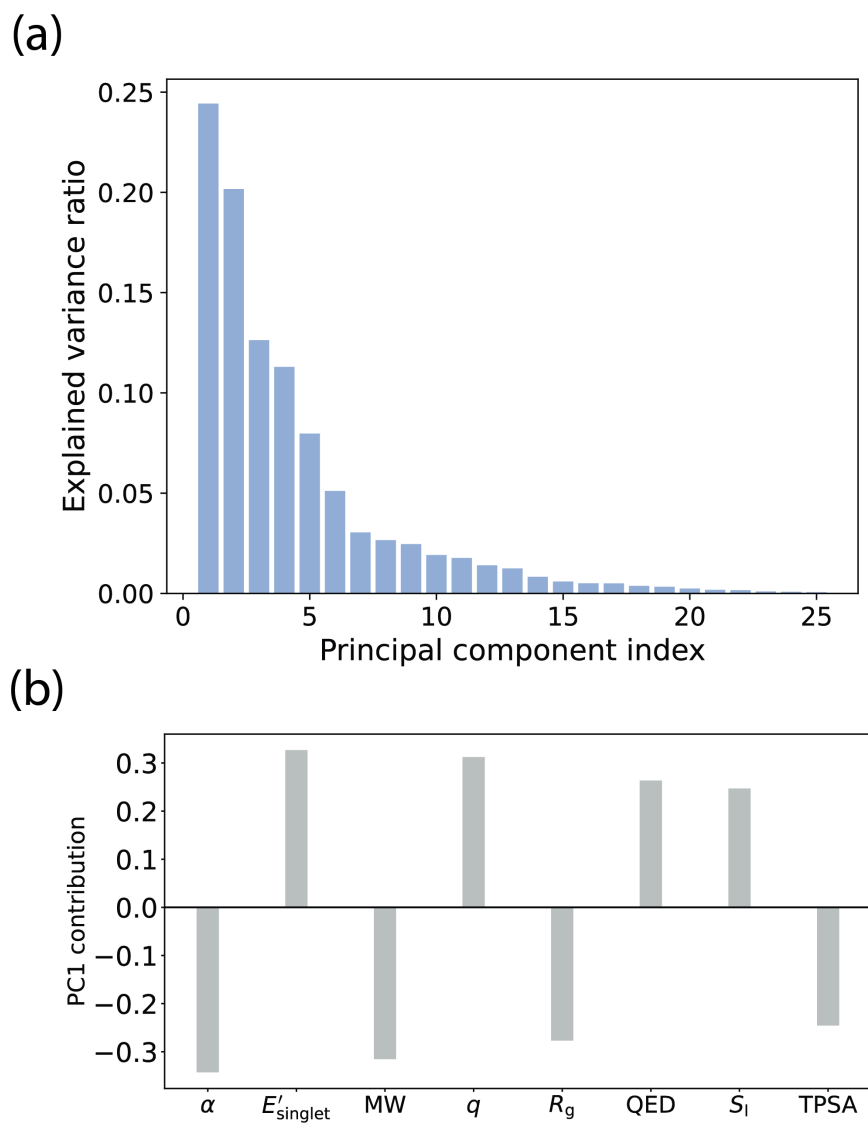 (a)
Explained variance ratio
0.25
0.20
0.15
0.10
0.05
0.00
0 5 10 15 20 25
Principal component index
(b)
PC1 contribution
0.3
0.2
0.1
0.0
−0.1
−0.2
−0.3
α E′singlet MW q Rg QED Sl TPSA